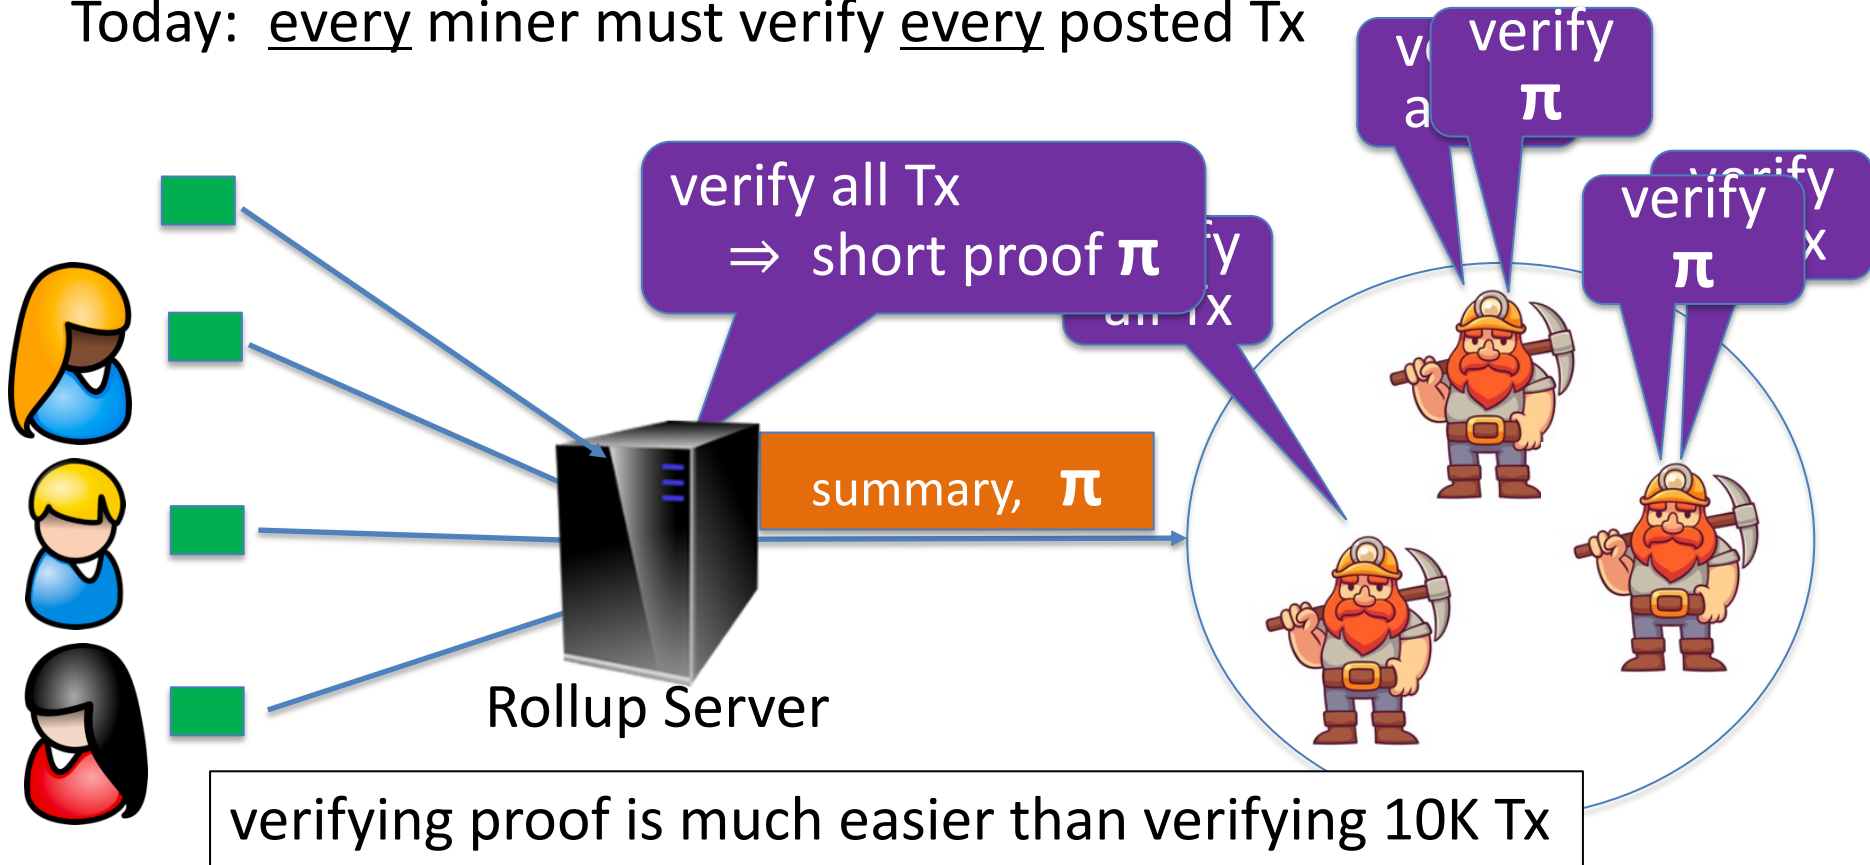 Today: every miner must verify every posted Tx
verify
π
verify all Tx
⇒ short proof π
verify
π
summary, π
Rollup Server
verifying proof is much easier than verifying 10K Tx